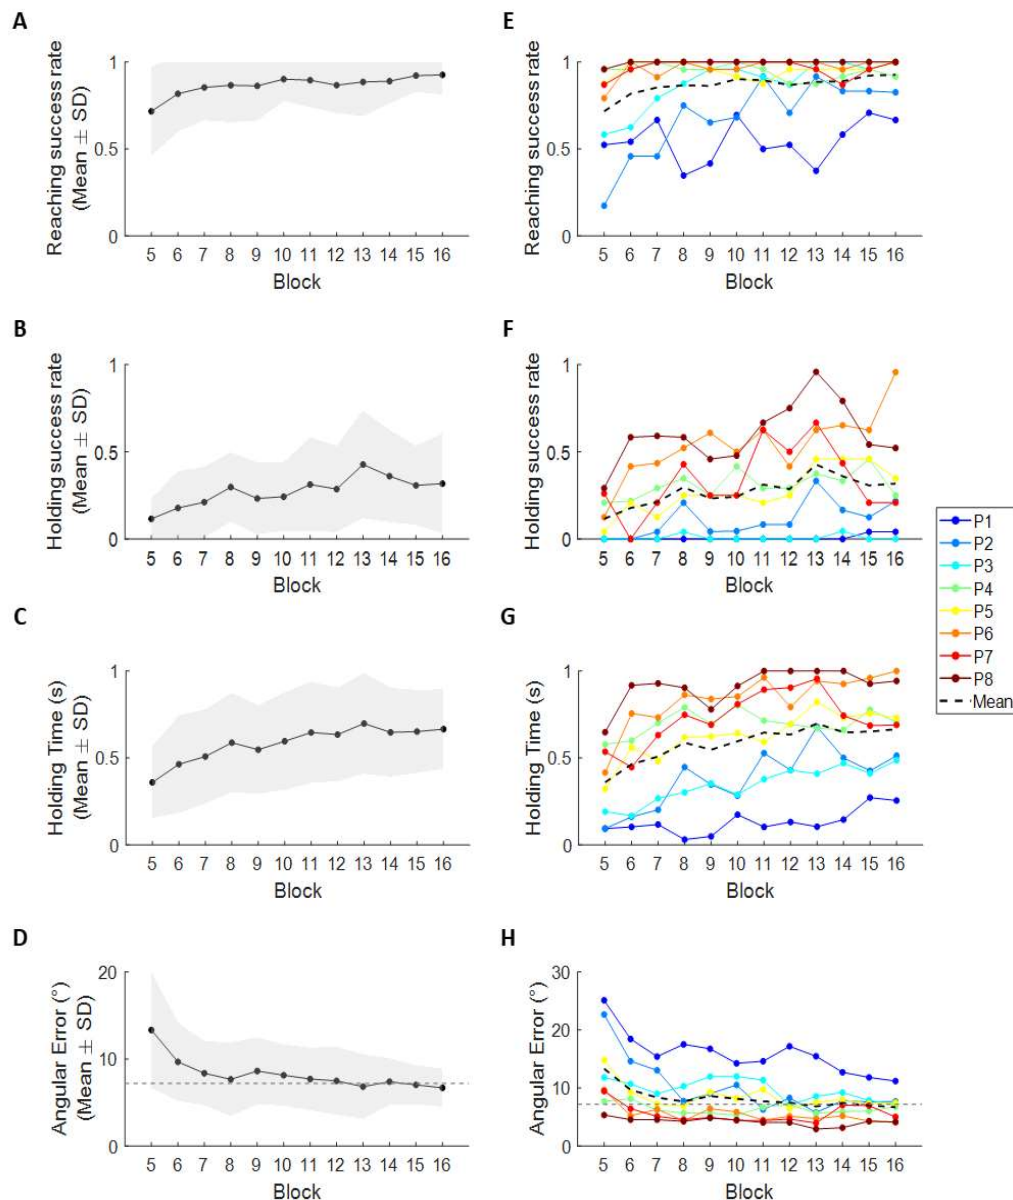 A
Reaching success rate
(Mean ± SD)
1
0.5
0
5 6 7 8 9 10 11 12 13 14 15 16
Block
E
Reaching success rate
1
0.5
0
5 6 7 8 9 10 11 12 13 14 15 16
Block
B
Holding success rate
(Mean ± SD)
1
0.5
0
5 6 7 8 9 10 11 12 13 14 15 16
Block
F
Holding success rate
1
0.5
0
5 6 7 8 9 10 11 12 13 14 15 16
Block
P1
P2
P3
P4
P5
P6
P7
P8
Mean
C
Holding Time (s)
(Mean ± SD)
1
0.5
0
5 6 7 8 9 10 11 12 13 14 15 16
Block
G
Holding Time (s)
1
0.5
0
5 6 7 8 9 10 11 12 13 14 15 16
Block
D
Angular Error (°)
(Mean ± SD)
20
10
0
5 6 7 8 9 10 11 12 13 14 15 16
Block
H
Angular Error (°)
30
20
10
0
5 6 7 8 9 10 11 12 13 14 15 16
Block